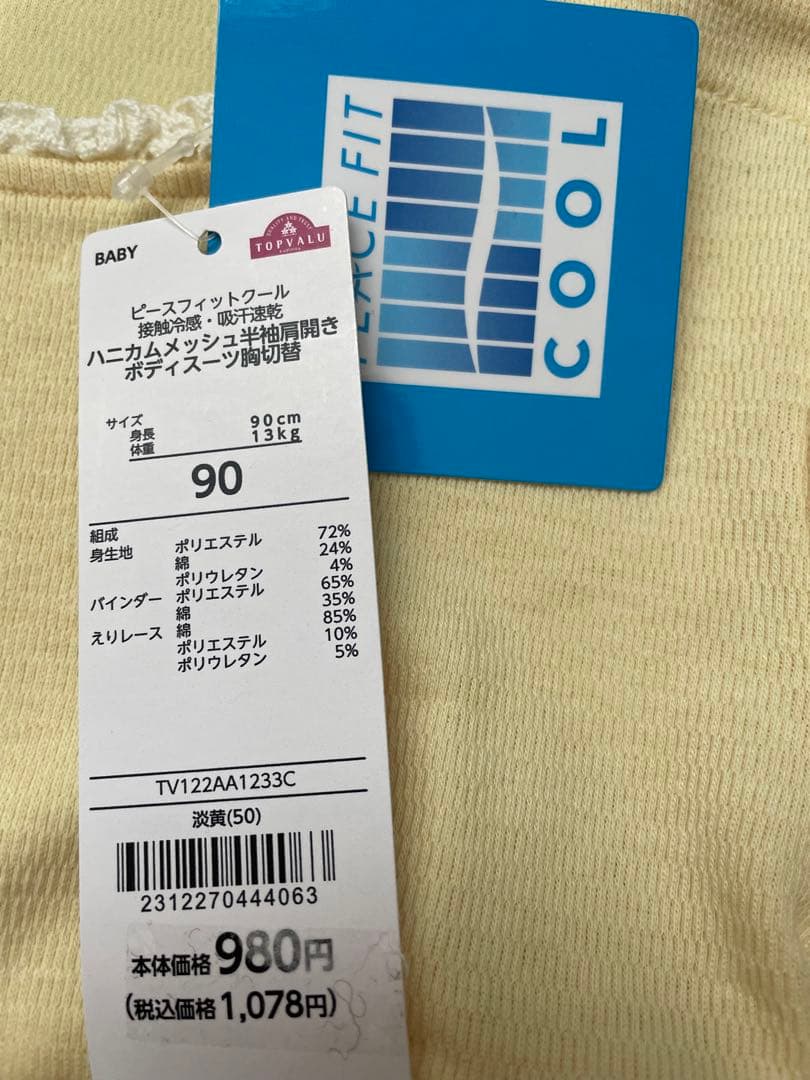 PEACE FIT
COOL
BABY
QUALITY AND TRUST
TOPVALU
ピースフィットクール
接触冷感・吸汗速乾
ハニカムメッシュ半袖肩開き
ボディスーツ胸切替
サイズ
身長 90cm
体重 13kg
90
組成
身生地 ポリエステル 72%
綿 24%
ポリウレタン 4%
バインダー ポリエステル 65%
綿 35%
えりレース 綿 85%
ポリエステル 10%
ポリウレタン 5%
TV122AA1233C
淡黄(50)
2312270444063
本体価格 980円
(税込価格 1,078円)